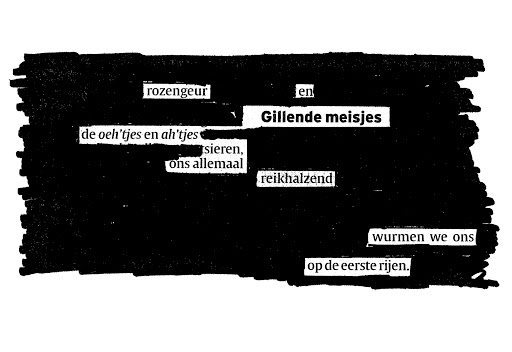 rozengeur en
Gillende meisjes
de oeh'tjes en ah'tjes
sieren,
ons allemaal
reikhalzend
wurmen we ons
op de eerste rijen.